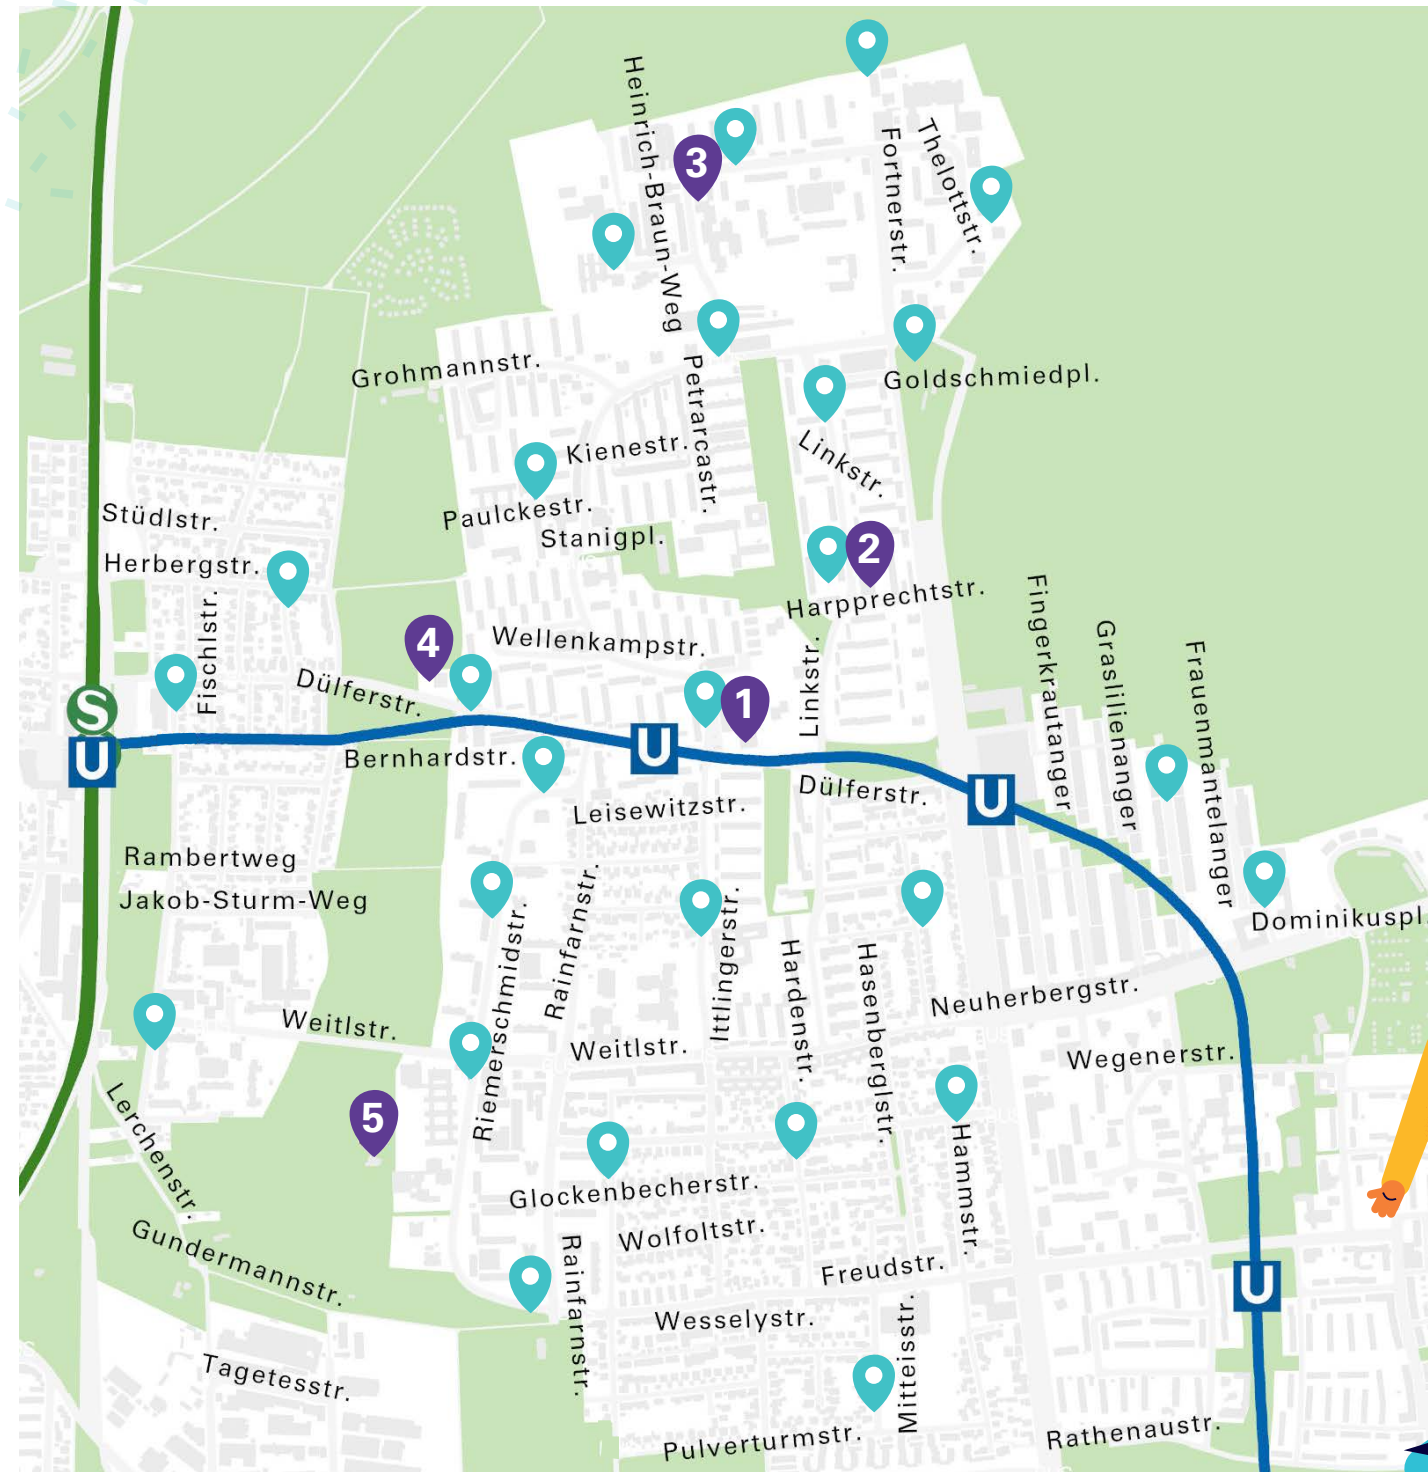 Heinrich-Braun-Weg
Fortnerstr.
Thelottstr.
3
Grohmannstr.
Petrarcastr.
Goldschmiedpl.
Kienestr.
Linkstr.
Paulckestr.
Stanigpl.
Stüdlstr.
Herbergstr.
Fischlstr.
2
Harpprechtstr.
4
Wellenkampstr.
Linkstr.
Fingerkrautanger
Graslilienanger
Frauenmantelanger
Dülferstr.
1
S
U
U
U
Bernhardstr.
Leisewitzstr.
Dülferstr.
Rambertweg
Jakob-Sturm-Weg
Riemerschmidstr.
Rainfarnstr.
Ittlingerstr.
Hardenstr.
Hasenberglstr.
Dominikuspl.
Neuherbergstr.
Weitlstr.
Weitlstr.
Wegenerstr.
5
Lerchenstr.
Hammstr.
Glockenbecherstr.
Wolfoltstr.
Gundermannstr.
Rainfarnstr.
Freudstr.
U
Wesselystr.
Mitteisstr.
Tagetesstr.
Pulverturmstr.
Rathenaustr.